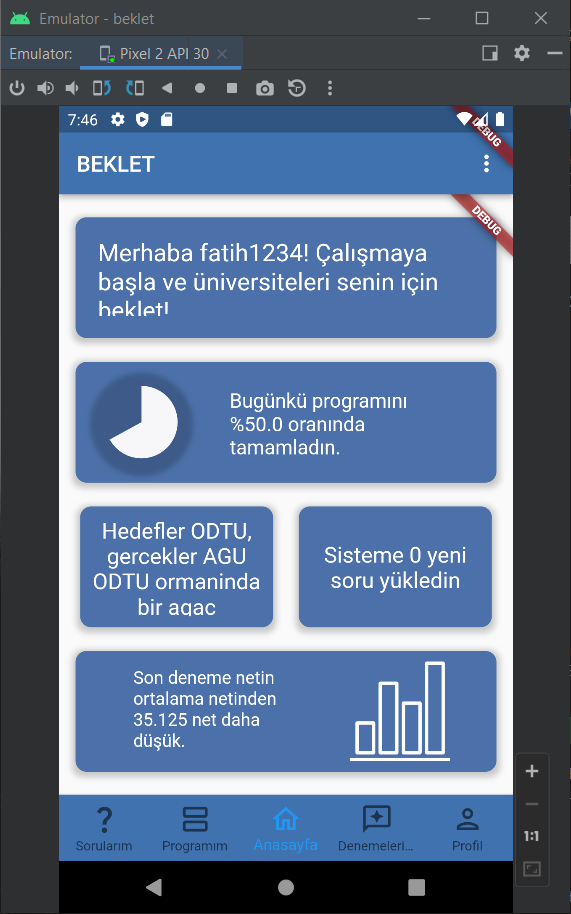 Emulator - beklet
Emulator: Pixel 2 API 30
7:46
DEBUG
BEKLET
DEBUG
Merhaba fatih1234! Çalışmaya
başla ve üniversiteleri senin için
beklet!
Bugünkü programını
%50.0 oranında
tamamladın.
Hedefler ODTU,
gercekler AGU
ODTU ormaninda
bir agac
Sisteme 0 yeni
soru yükledin
Son deneme netin
ortalama netinden
35.125 net daha
düşük.
1:1
Sorularım Programım Anasayfa Denemeleri... Profil